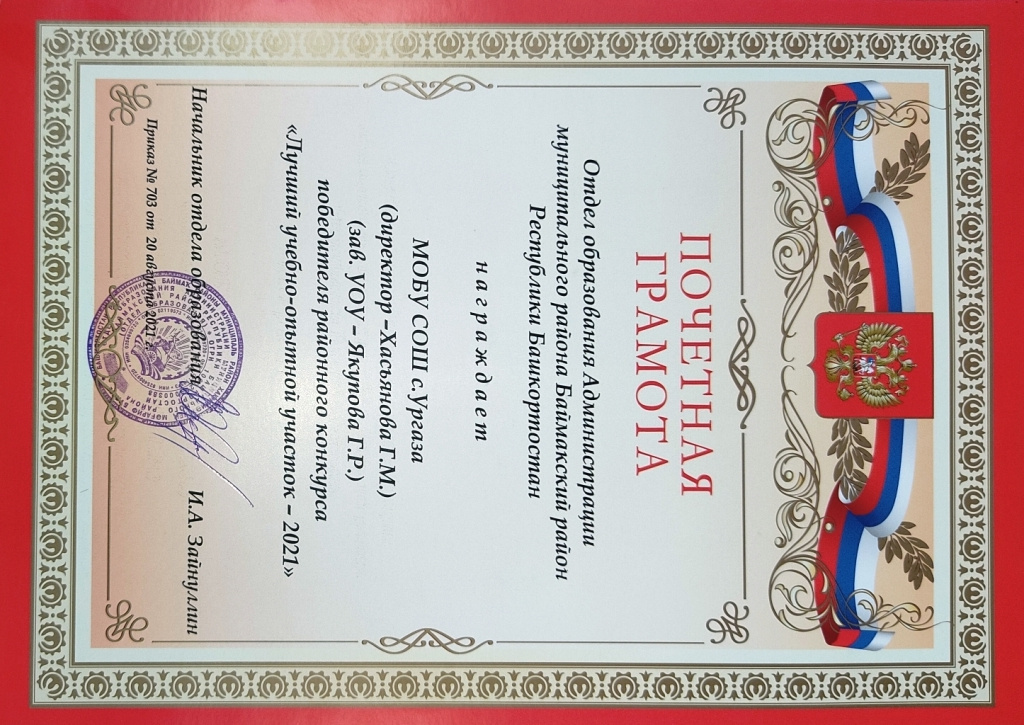 ПОЧЕТНАЯ
ГРАМОТА
Отдел образования Администрации
муниципального района Баймакский район
Республики Башкортостан
награждает
МОБУ СОШ с.Ургаза
(директор -Хасьянова Г.М.)
(зав. УОУ - Якупова Г.Р.)
победителя районного конкурса
«Лучший учебно-опытной участок – 2021»
Начальник отдела образования И.А. Зайнуллин
Приказ № 703 от 20 августа 2021 г.